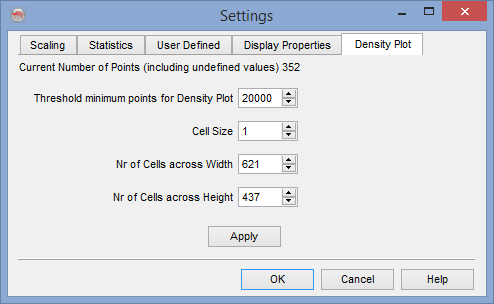 Settings
Scaling Statistics User Defined Display Properties Density Plot
Current Number of Points (including undefined values) 352
Threshold minimum points for Density Plot 20000
Cell Size 1
Nr of Cells across Width 621
Nr of Cells across Height 437
Apply
OK Cancel Help